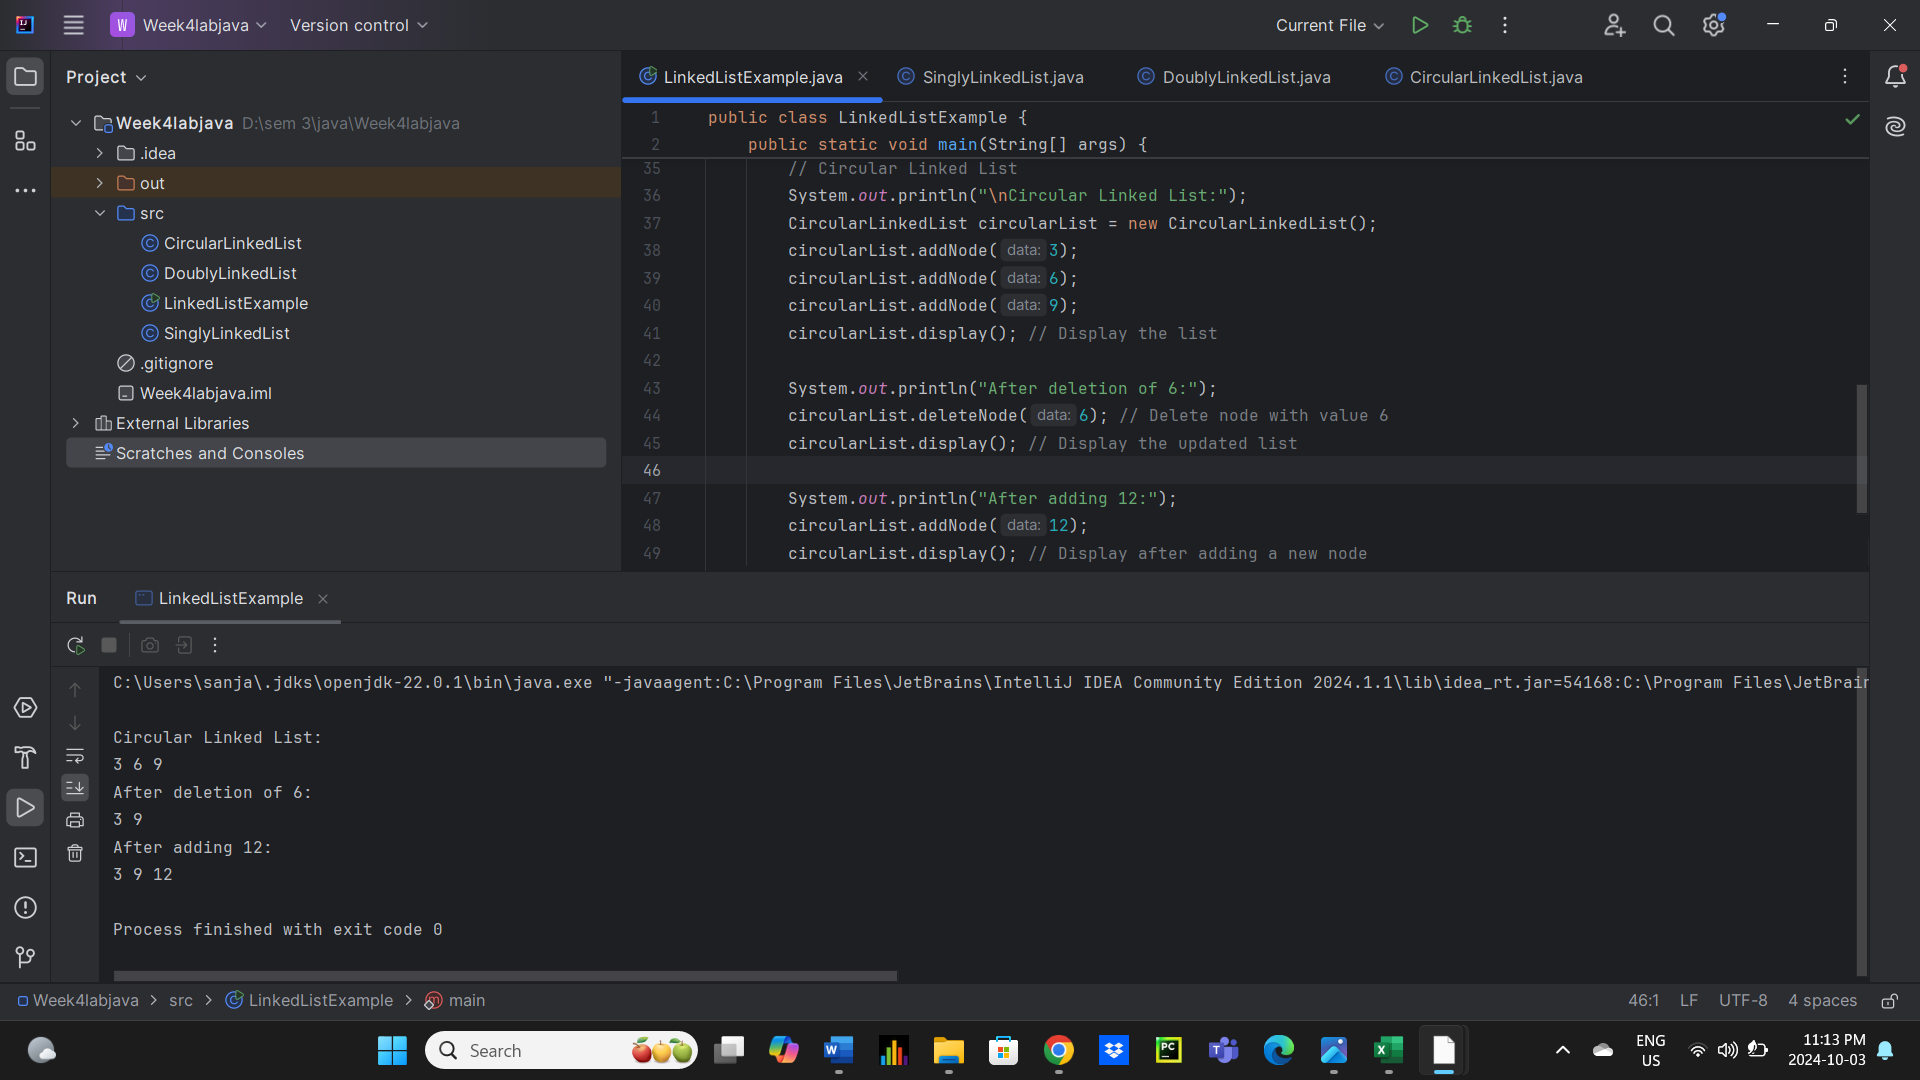 W Week4labjava Version control Current File
Project
Week4labjava D:\sem 3\java\Week4labjava
.idea
out
src
CircularLinkedList
DoublyLinkedList
LinkedListExample
SinglyLinkedList
.gitignore
Week4labjava.iml
External Libraries
Scratches and Consoles
LinkedListExample.java SinglyLinkedList.java DoublyLinkedList.java CircularLinkedList.java
1 public class LinkedListExample {
2 public static void main(String[] args) {
35 // Circular Linked List
36 System.out.println("\nCircular Linked List:");
37 CircularLinkedList circularList = new CircularLinkedList();
38 circularList.addNode( data: 3);
39 circularList.addNode( data: 6);
40 circularList.addNode( data: 9);
41 circularList.display(); // Display the list
42
43 System.out.println("After deletion of 6:");
44 circularList.deleteNode( data: 6); // Delete node with value 6
45 circularList.display(); // Display the updated list
46
47 System.out.println("After adding 12:");
48 circularList.addNode( data: 12);
49 circularList.display(); // Display after adding a new node
Run LinkedListExample
C:\Users\sanja\.jdks\openjdk-22.0.1\bin\java.exe "-javaagent:C:\Program Files\JetBrains\IntelliJ IDEA Community Edition 2024.1.1\lib\idea_rt.jar=54168:C:\Program Files\JetBrain
Circular Linked List:
3 6 9
After deletion of 6:
3 9
After adding 12:
3 9 12
Process finished with exit code 0
Week4labjava > src > LinkedListExample > main 46:1 LF UTF-8 4 spaces
Search ENG 11:13 PM
US 2024-10-03